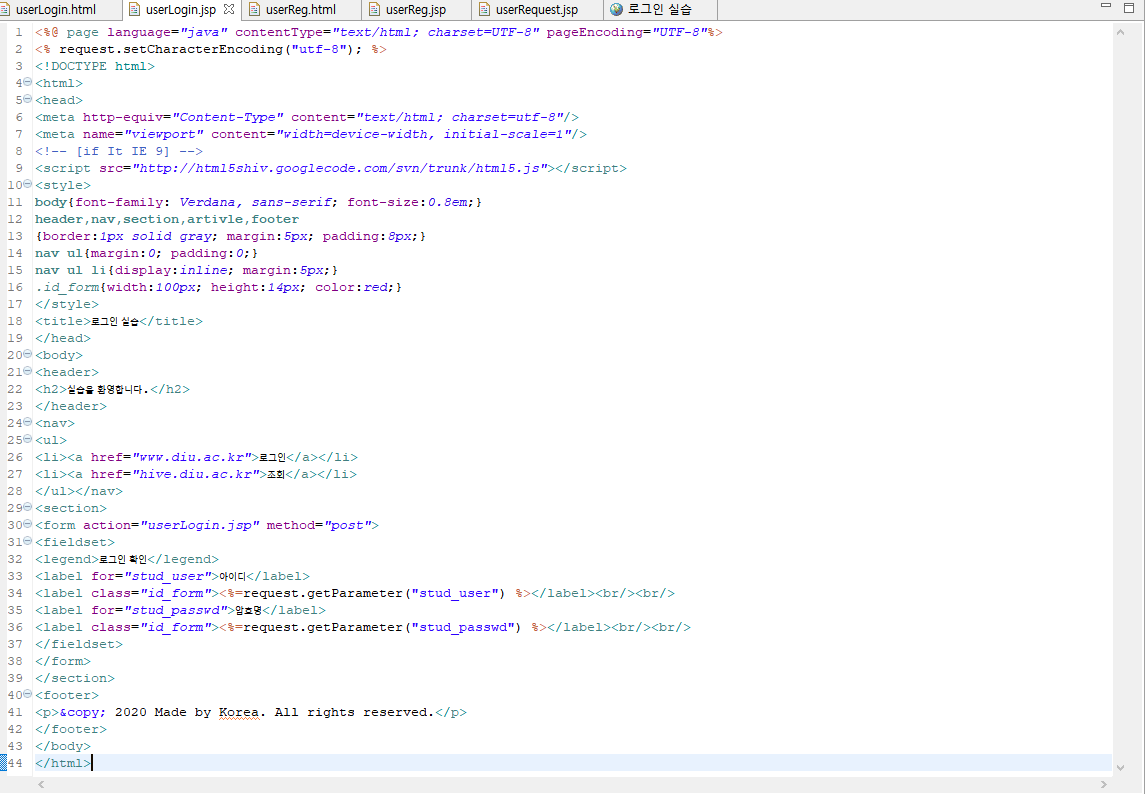 userLogin.html userLogin.jsp userReg.html userReg.jsp userRequest.jsp 로그인 실습
1 <%@ page language="java" contentType="text/html; charset=UTF-8" pageEncoding="UTF-8"%>
2 <% request.setCharacterEncoding("utf-8"); %>
3 <!DOCTYPE html>
4 <html>
5 <head>
6 <meta http-equiv="Content-Type" content="text/html; charset=utf-8"/>
7 <meta name="viewport" content="width=device-width, initial-scale=1"/>
8 <!-- [if It IE 9] -->
9 <script src="http://html5shiv.googlecode.com/svn/trunk/html5.js"></script>
10 <style>
11 body{font-family: Verdana, sans-serif; font-size:0.8em;}
12 header,nav,section,artivle,footer
13 {border:1px solid gray; margin:5px; padding:8px;}
14 nav ul{margin:0; padding:0;}
15 nav ul li{display:inline; margin:5px;}
16 .id_form{width:100px; height:14px; color:red;}
17 </style>
18 <title>로그인 실습</title>
19 </head>
20 <body>
21 <header>
22 <h2>실습을 환영합니다.</h2>
23 </header>
24 <nav>
25 <ul>
26 <li><a href="www.diu.ac.kr">로그인</a></li>
27 <li><a href="hive.diu.ac.kr">조회</a></li>
28 </ul></nav>
29 <section>
30 <form action="userLogin.jsp" method="post">
31 <fieldset>
32 <legend>로그인 확인</legend>
33 <label for="stud_user">아이디</label>
34 <label class="id_form"><%=request.getParameter("stud_user") %></label><br/><br/>
35 <label for="stud_passwd">암호명</label>
36 <label class="id_form"><%=request.getParameter("stud_passwd") %></label><br/><br/>
37 </fieldset>
38 </form>
39 </section>
40 <footer>
41 <p>&copy; 2020 Made by Korea. All rights reserved.</p>
42 </footer>
43 </body>
44 </html>